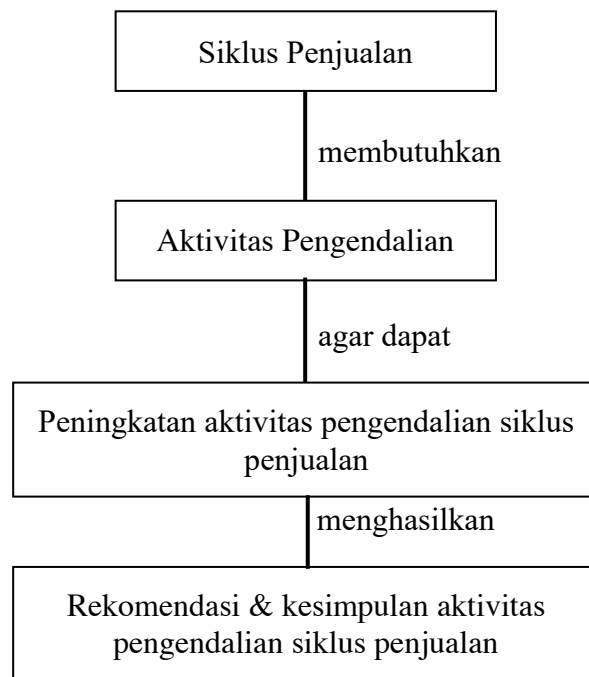 Siklus Penjualan
membutuhkan
Aktivitas Pengendalian
agar dapat
Peningkatan aktivitas pengendalian siklus
penjualan
menghasilkan
Rekomendasi & kesimpulan aktivitas
pengendalian siklus penjualan